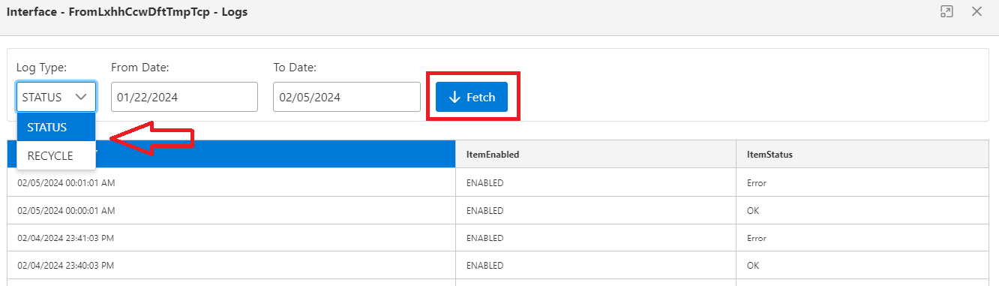 Interface - FromLxhhCcwDftTmpTcp - Logs
Log Type: From Date: To Date:
STATUS 01/22/2024 02/05/2024 Fetch
STATUS
RECYCLE
ItemEnabled ItemStatus
02/05/2024 00:01:01 AM ENABLED Error
02/05/2024 00:00:01 AM ENABLED OK
02/04/2024 23:41:03 PM ENABLED Error
02/04/2024 23:40:03 PM ENABLED OK